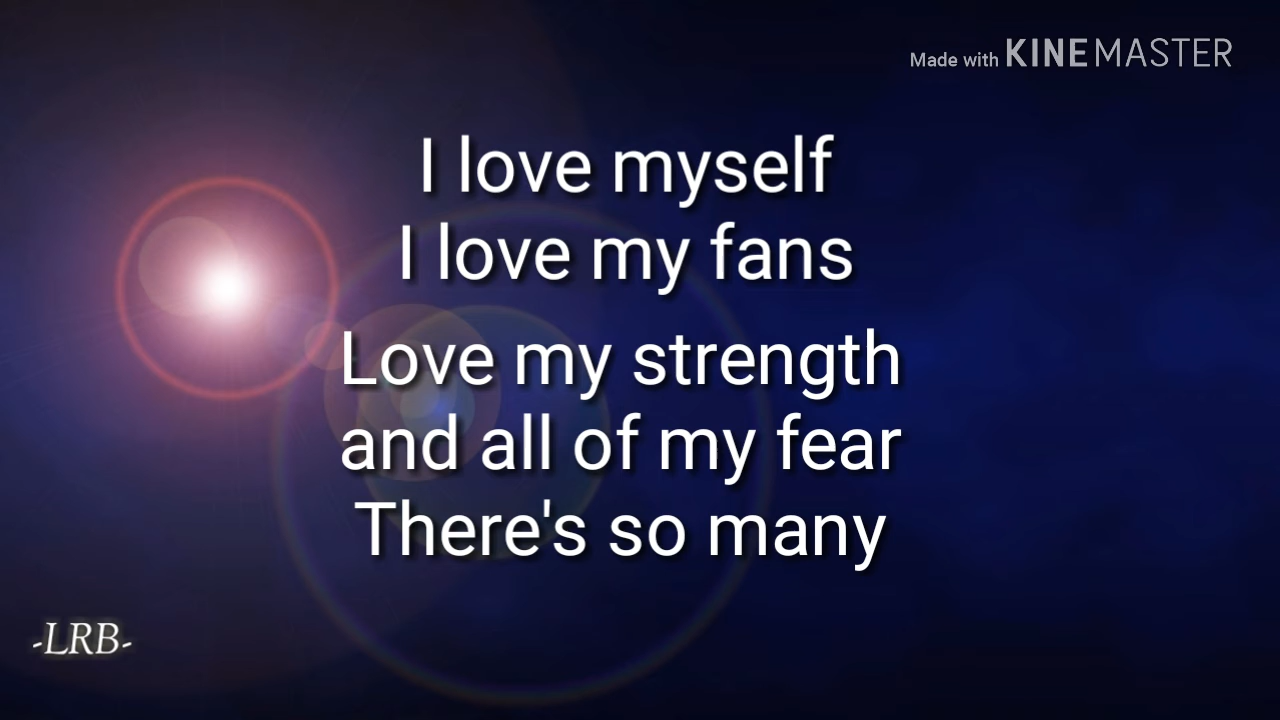 Made with KINEMASTER
I love myself
I love my fans
Love my strength
and all of my fear
There's so many
-LRB-